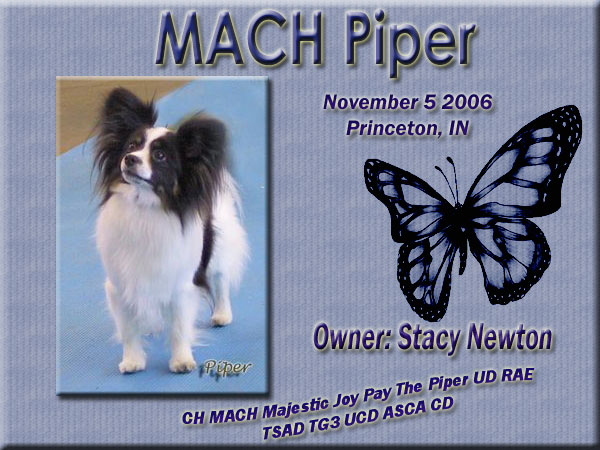 MACH Piper
November 5 2006
Princeton, IN
Piper
Owner: Stacy Newton
CH MACH Majestic Joy Pay The Piper UD RAE
TSAD TG3 UCD ASCA CD